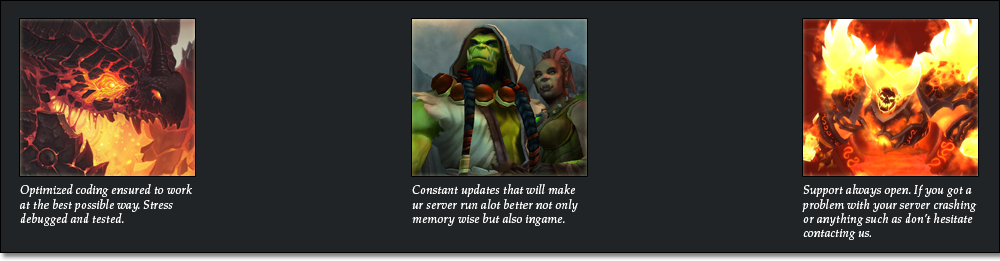 Optimized coding ensured to work
at the best possible way. Stress
debugged and tested.
Constant updates that will make
ur server run alot better not only
memory wise but also ingame.
Support always open. If you got a
problem with your server crashing
or anything such as don't hesitate
contacting us.